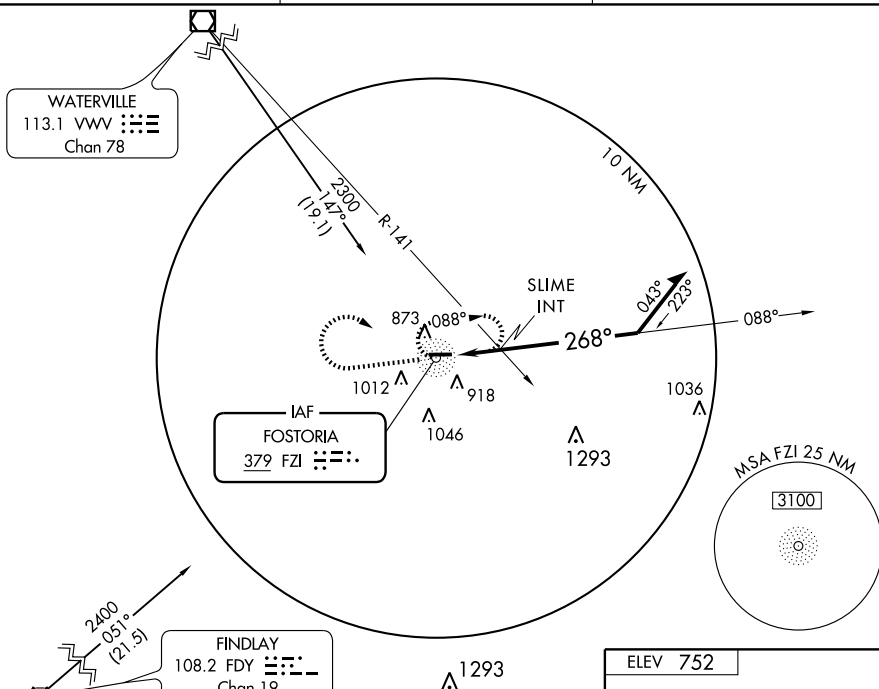 WATERVILLE
113.1 VWV
Chan 78
2300
147°
(19.1)
R-141
10 NM
SLIME
INT
043°
223°
088°
268°
873
088°
1012
918
1046
1036
1293
IAF
FOSTORIA
379 FZI
MSA FZI 25 NM
3100
2400
051°
(21.5)
FINDLAY
108.2 FDY
Chan 19
1293
ELEV 752